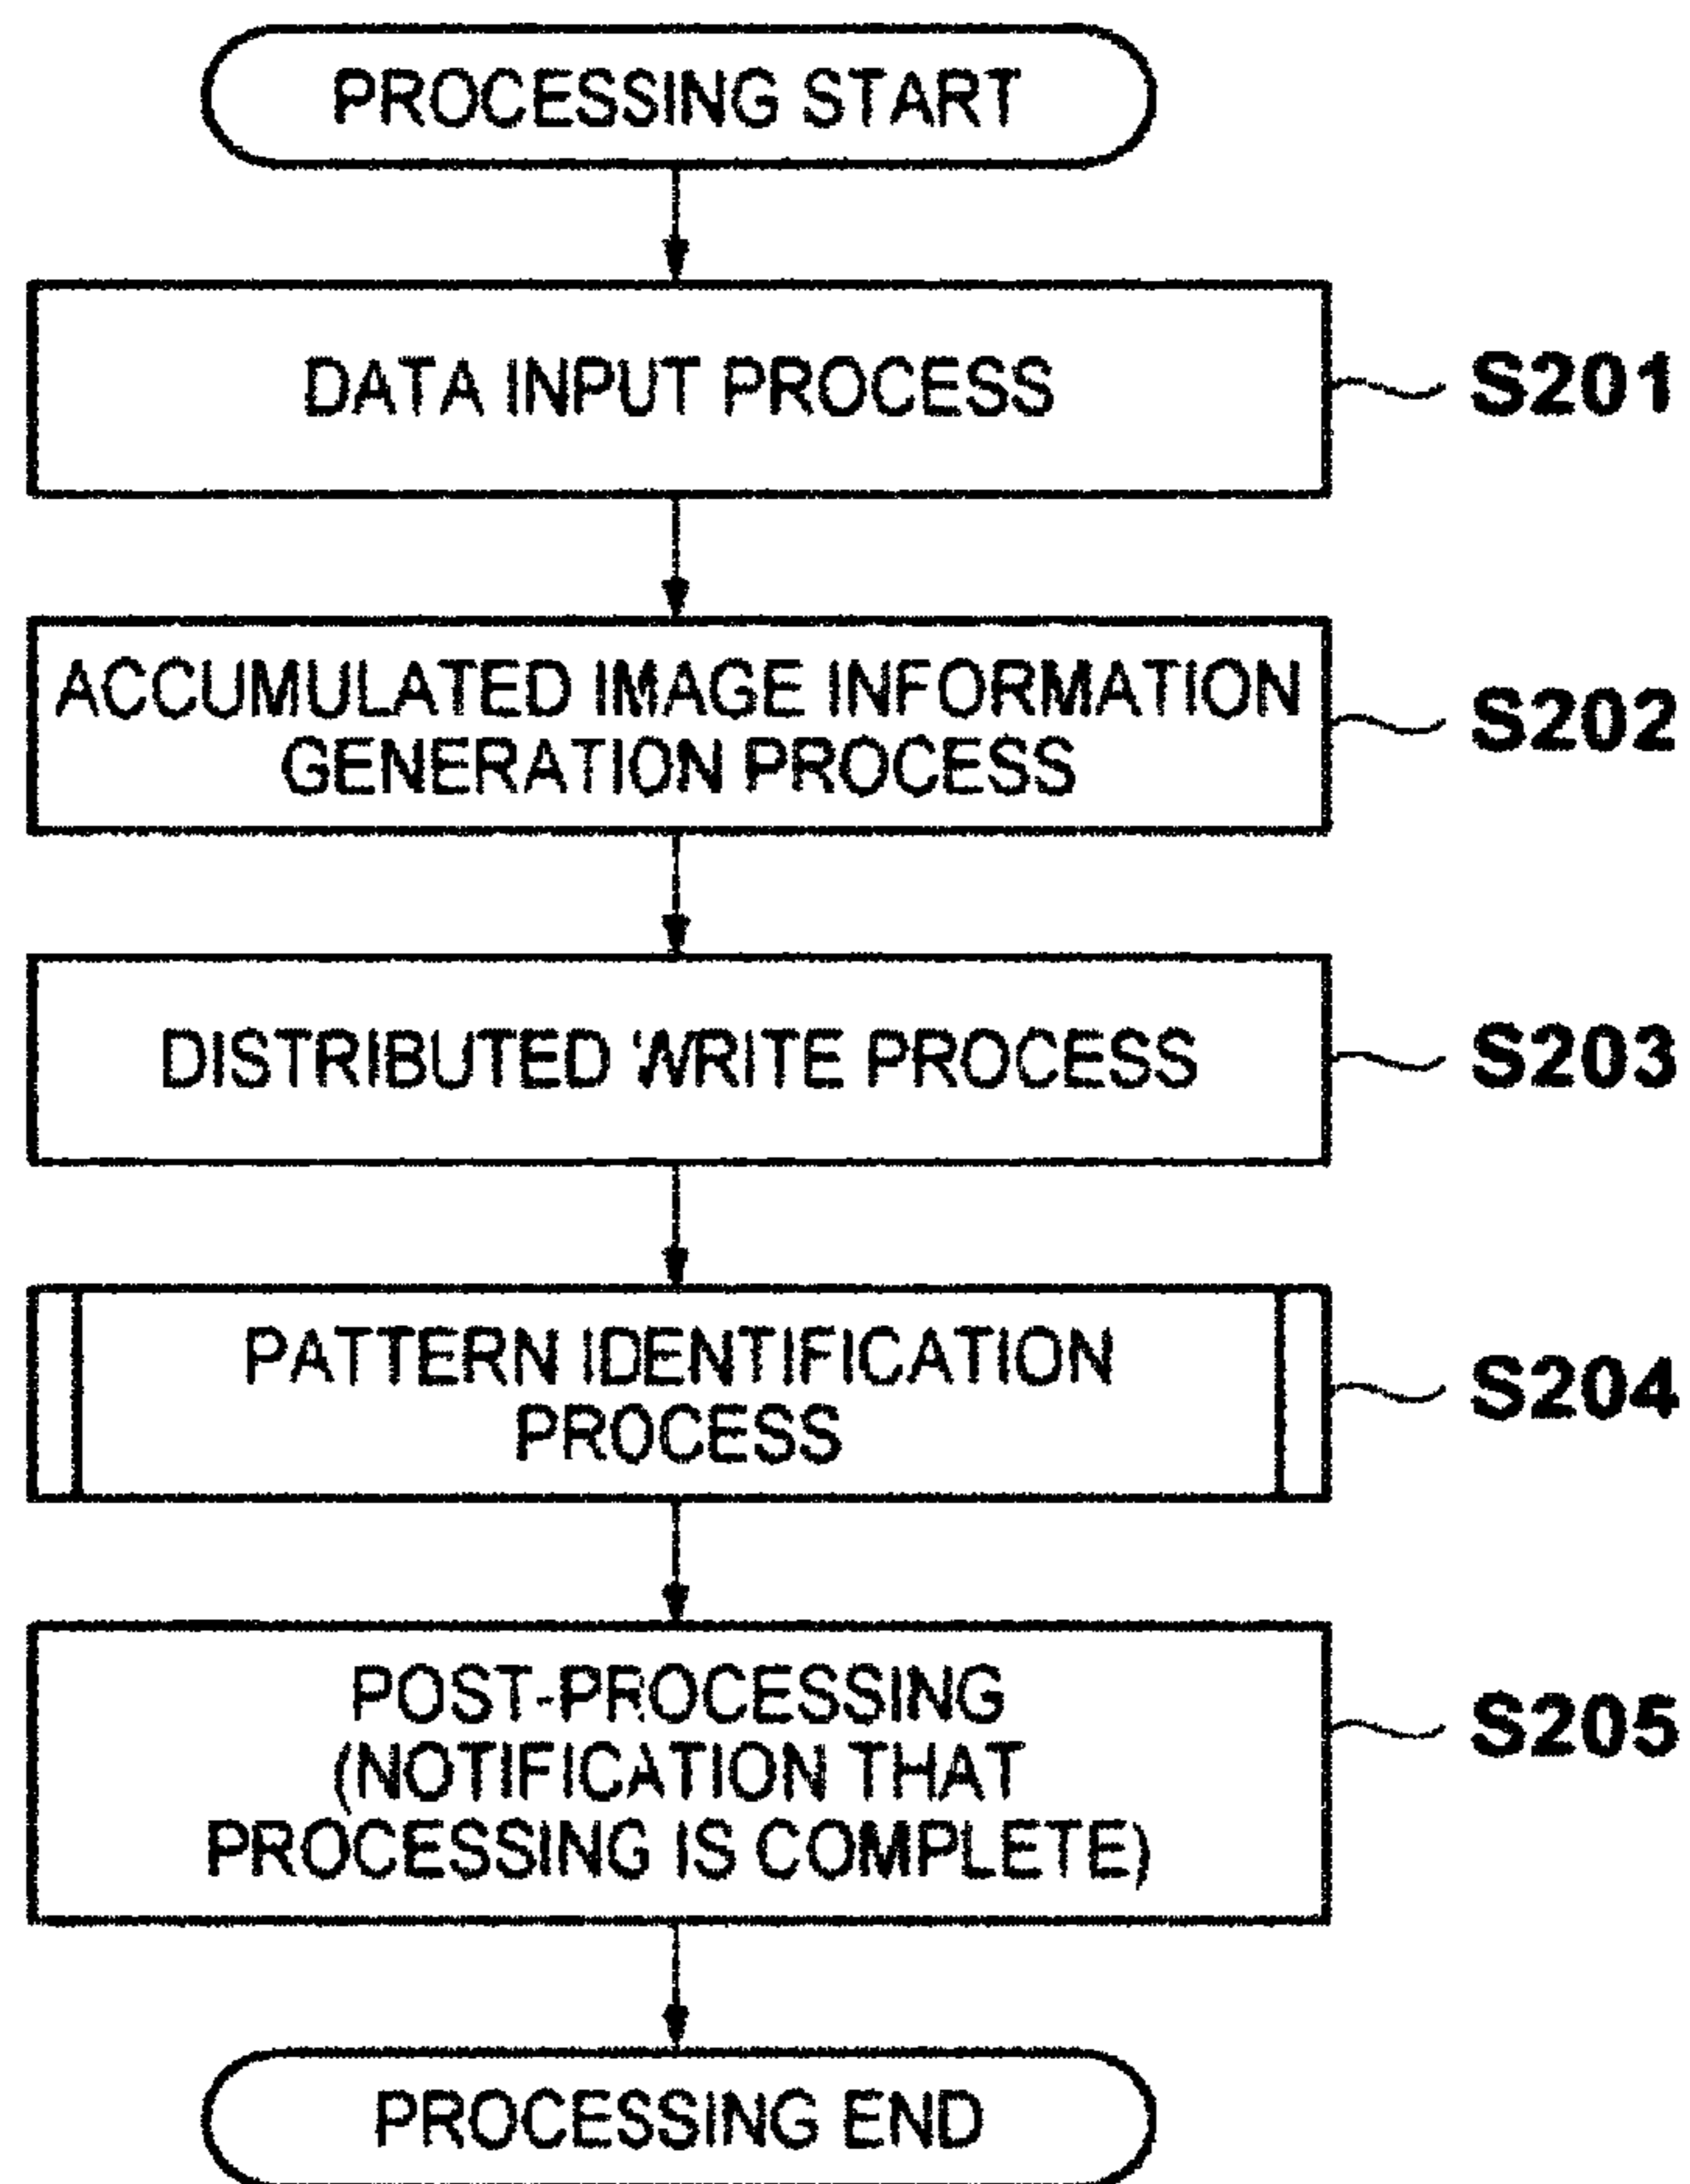 PROCESSING START
DATA INPUT PROCESS
S201
ACCUMULATED IMAGE INFORMATION
GENERATION PROCESS
S202
DISTRIBUTED WRITE PROCESS
S203
PATTERN IDENTIFICATION
PROCESS
S204
POST-PROCESSING
(NOTIFICATION THAT
PROCESSING IS COMPLETE)
S205
PROCESSING END